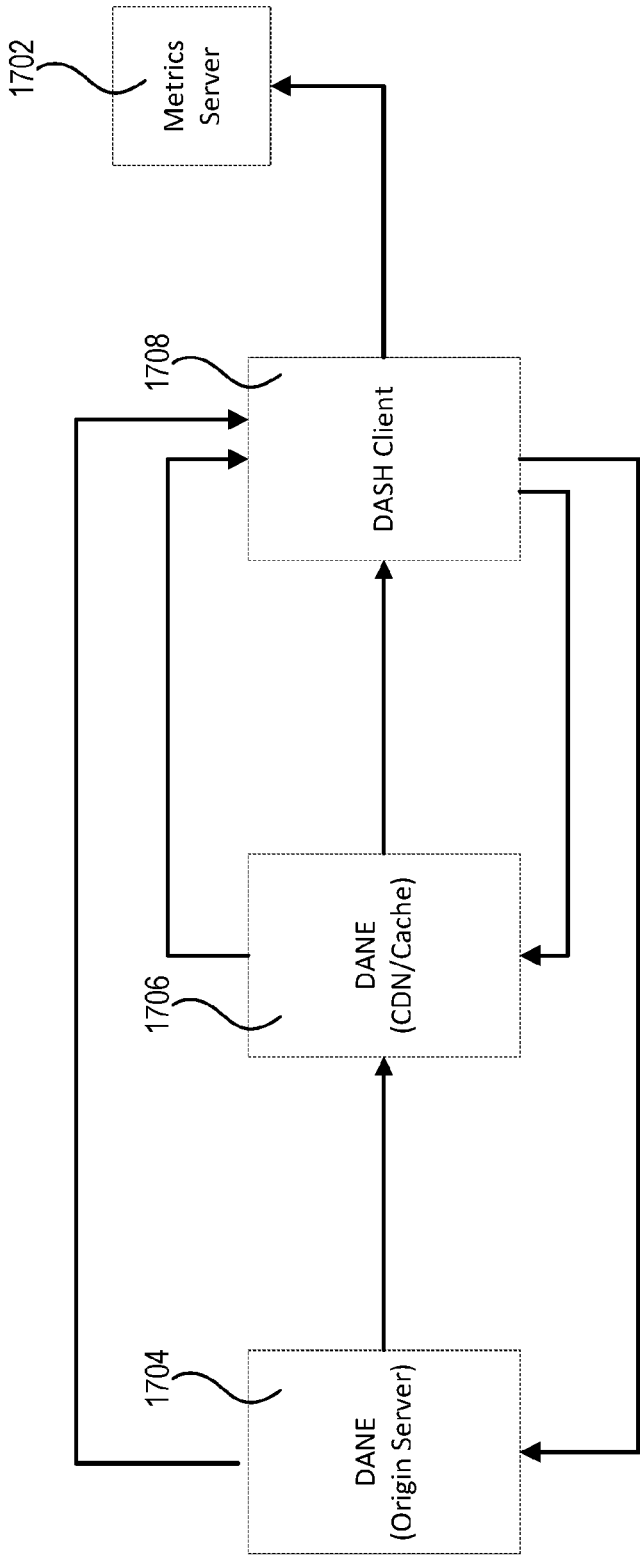 1702
Metrics
Server
1708
DASH Client
1706
DANE
(CDN/Cache)
1704
DANE
(Origin Server)